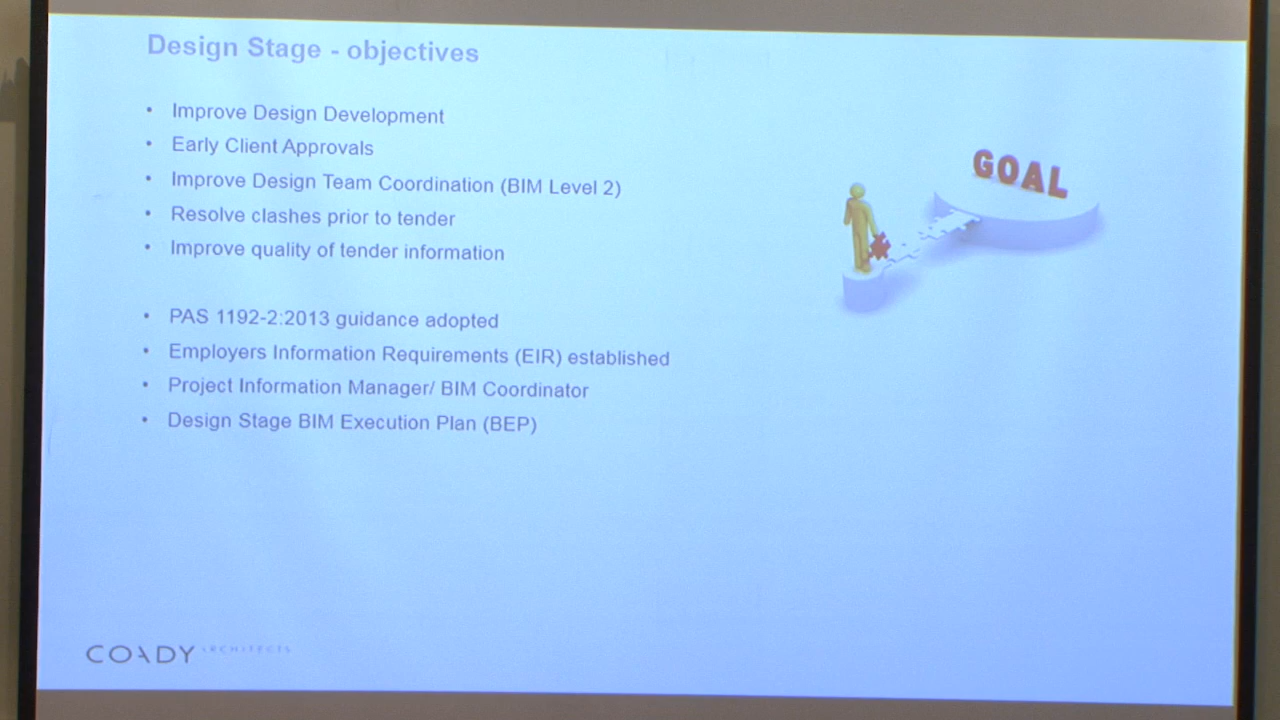 Design Stage - objectives
• Improve Design Development
• Early Client Approvals
• Improve Design Team Coordination (BIM Level 2)
• Resolve clashes prior to tender
• Improve quality of tender information
• PAS 1192-2:2013 guidance adopted
• Employers Information Requirements (EIR) established
• Project Information Manager/ BIM Coordinator
• Design Stage BIM Execution Plan (BEP)
GOAL
COADY ARCHITECTS